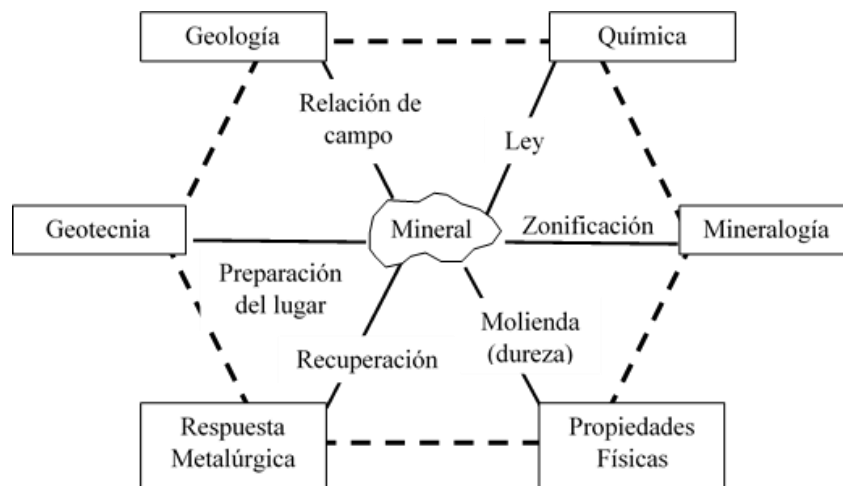 Geología
Química
Relación de
campo
Ley
Geotecnia
Mineral
Zonificación
Mineralogía
Preparación
del lugar
Molienda
(dureza)
Recuperación
Respuesta
Metalúrgica
Propiedades
Físicas